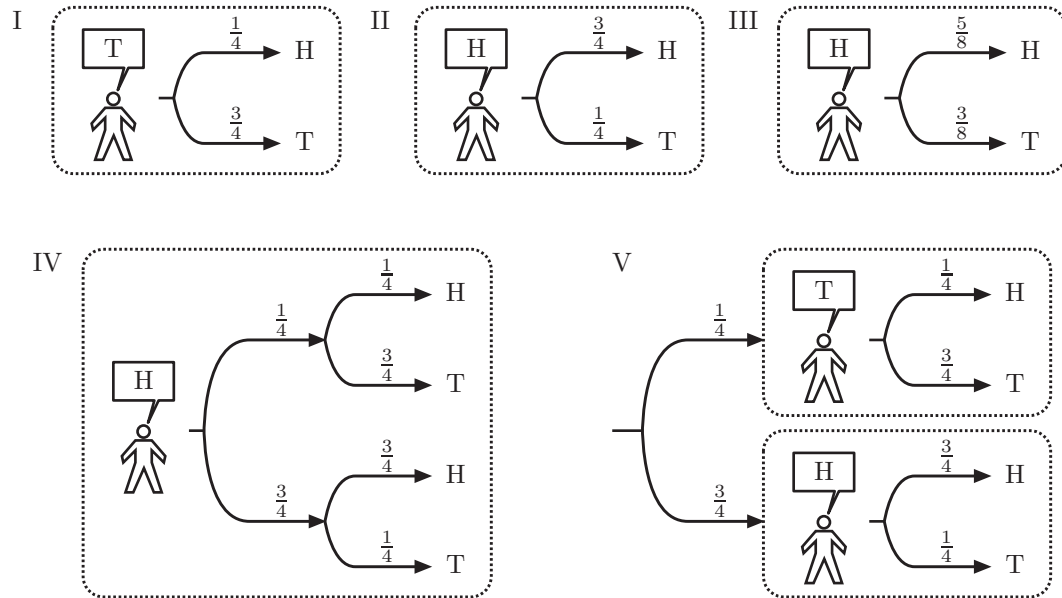 I T 1/4 H 3/4 T
II H 3/4 H 1/4 T
III H 5/8 H 3/8 T
IV H 1/4 1/4 H 3/4 T 3/4 3/4 H 1/4 T
V 1/4 T 1/4 H 3/4 T 3/4 H 3/4 H 1/4 T